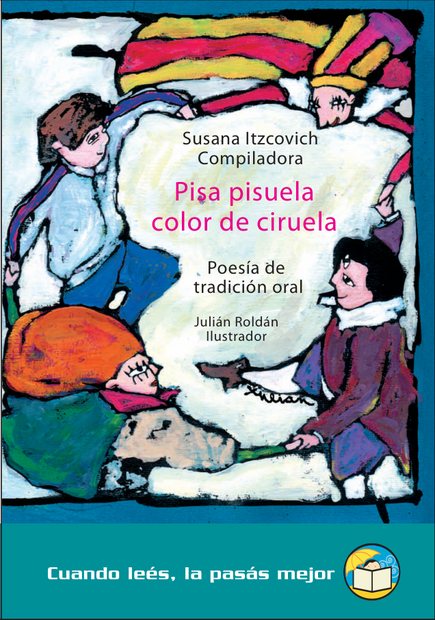 Susana Itzcovich
Compiladora
Pisa pisuela
color de ciruela
Poesía de
tradición oral
Julián Roldán
Ilustrador
Cuando leés, la pasás mejor